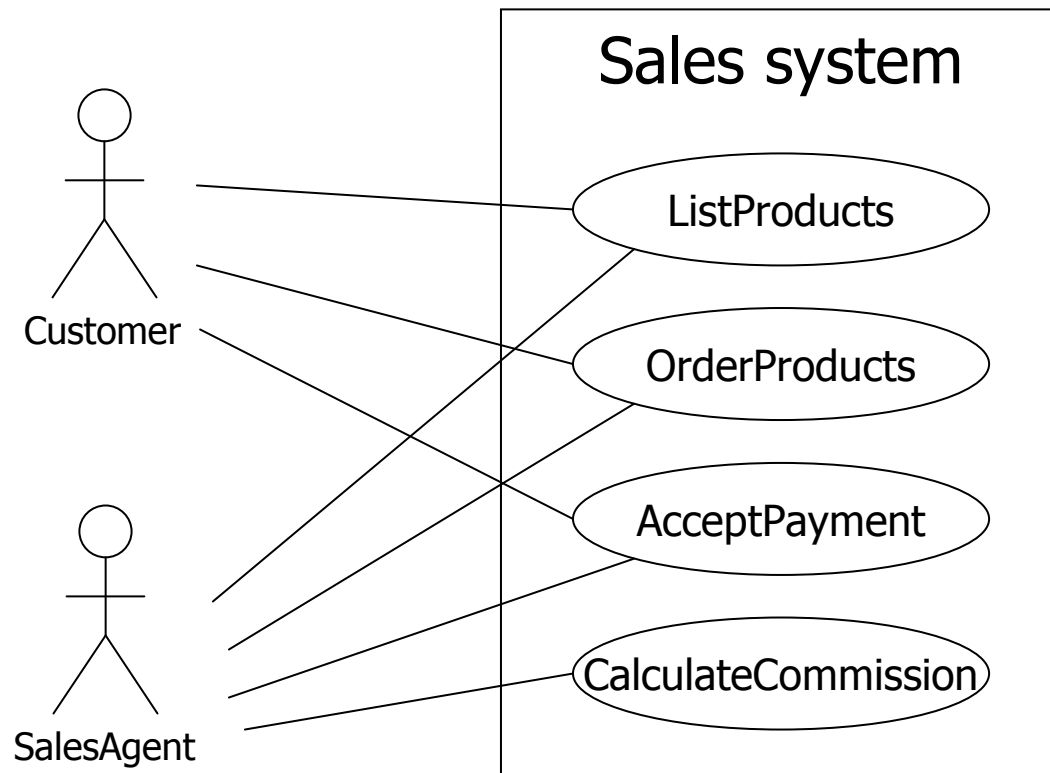 Sales system
ListProducts
Customer
OrderProducts
AcceptPayment
CalculateCommission
SalesAgent